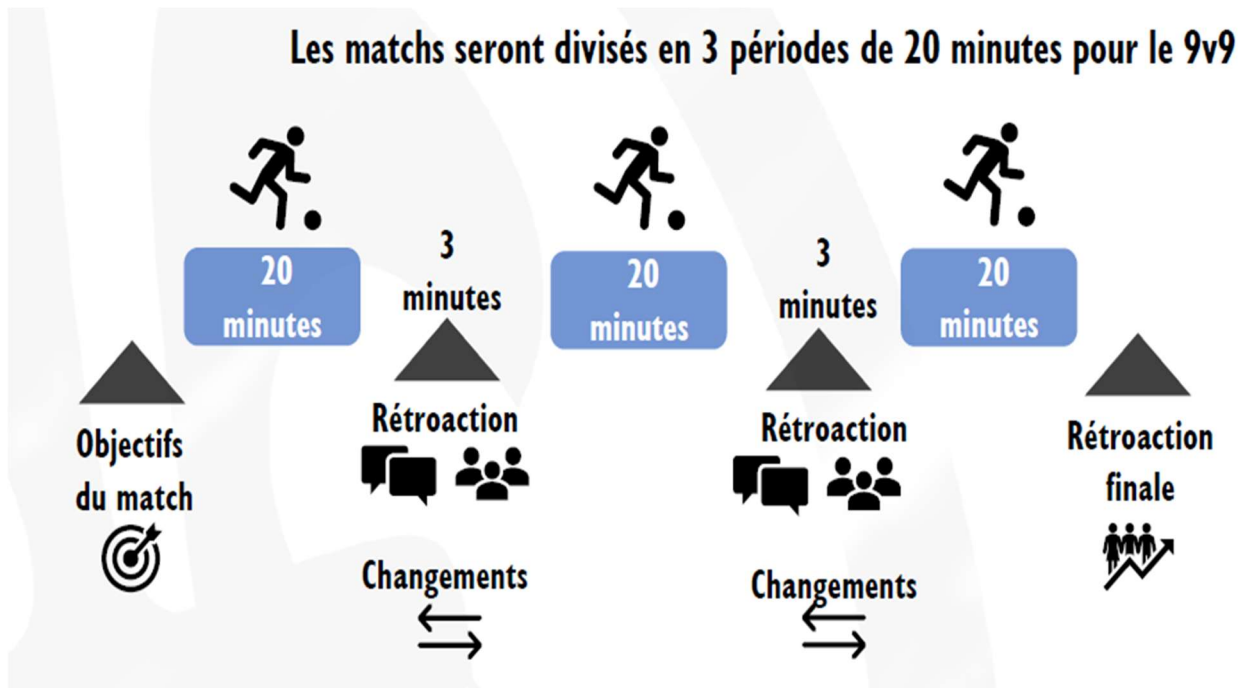 Les matchs seront divisés en 3 périodes de 20 minutes pour le 9v9
20
minutes
3
minutes
20
minutes
3
minutes
20
minutes
Objectifs
du match
Rétroaction
Changements
Rétroaction
Changements
Rétroaction
finale